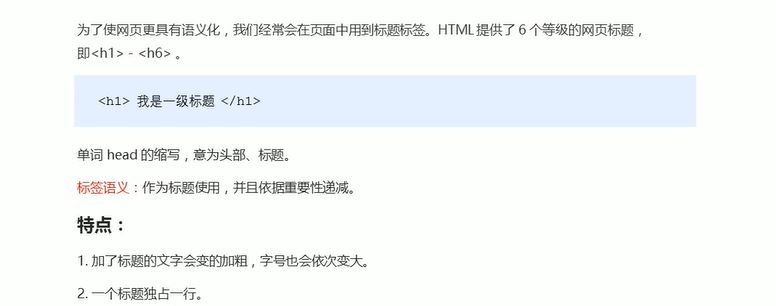 为了使网页更具有语义化，我们经常会在页面中用到标题标签。HTML 提供了 6 个等级的网页标题，
即<h1> - <h6> 。
<h1> 我是一级标题 </h1>
单词 head 的缩写，意为头部、标题。
标签语义：作为标题使用，并且依据重要性递减。
特点：
1. 加了标题的文字会变的加粗，字号也会依次变大。
2. 一个标题独占一行。